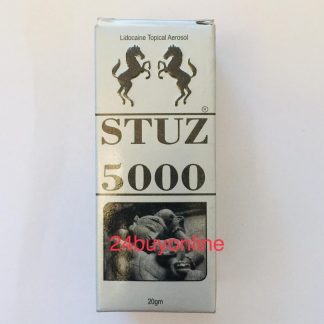 Lidocaine Topical Aerosol
®
STUZ
5000
24buyonline
20gm